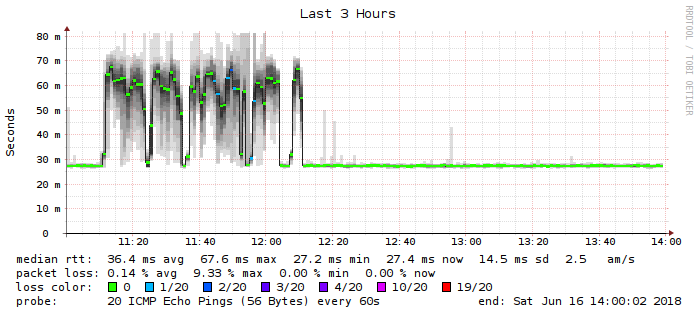 Last 3 Hours
RRDTOOL / TOBI OETIKER
Seconds
80 m
70 m
60 m
50 m
40 m
30 m
20 m
10 m
0
11:20 11:40 12:00 12:20 12:40 13:00 13:20 13:40 14:00
median rtt: 36.4 ms avg 67.6 ms max 27.2 ms min 27.4 ms now 14.5 ms sd 2.5 am/s
packet loss: 0.14 % avg 9.33 % max 0.00 % min 0.00 % now
loss color: 0 1/20 2/20 3/20 4/20 10/20 19/20
probe: 20 ICMP Echo Pings (56 Bytes) every 60s end: Sat Jun 16 14:00:02 2018